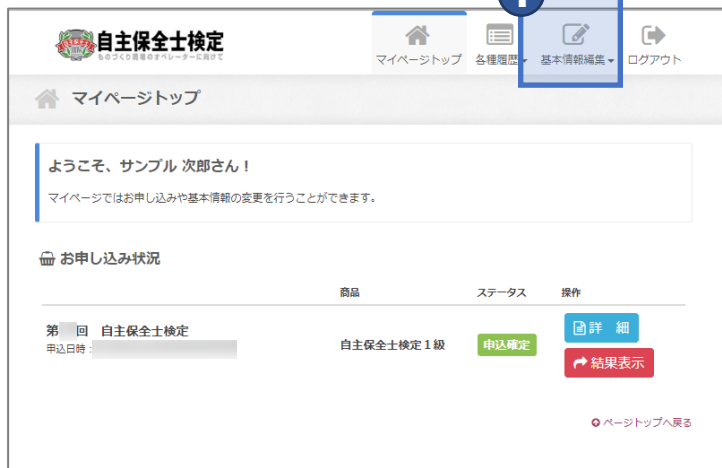 1
自主保全士検定
ものづくり現場のオペレーターに向けて
マイページトップ
各種履歴
基本情報編集
ログアウト
マイページトップ
ようこそ、サンプル 次郎さん！
マイページではお申し込みや基本情報の変更を行うことができます。
お申し込み状況
商品 ステータス 操作
第 回 自主保全士検定
申込日時：
自主保全士検定１級
申込確定
詳 細
結果表示
ページトップへ戻る